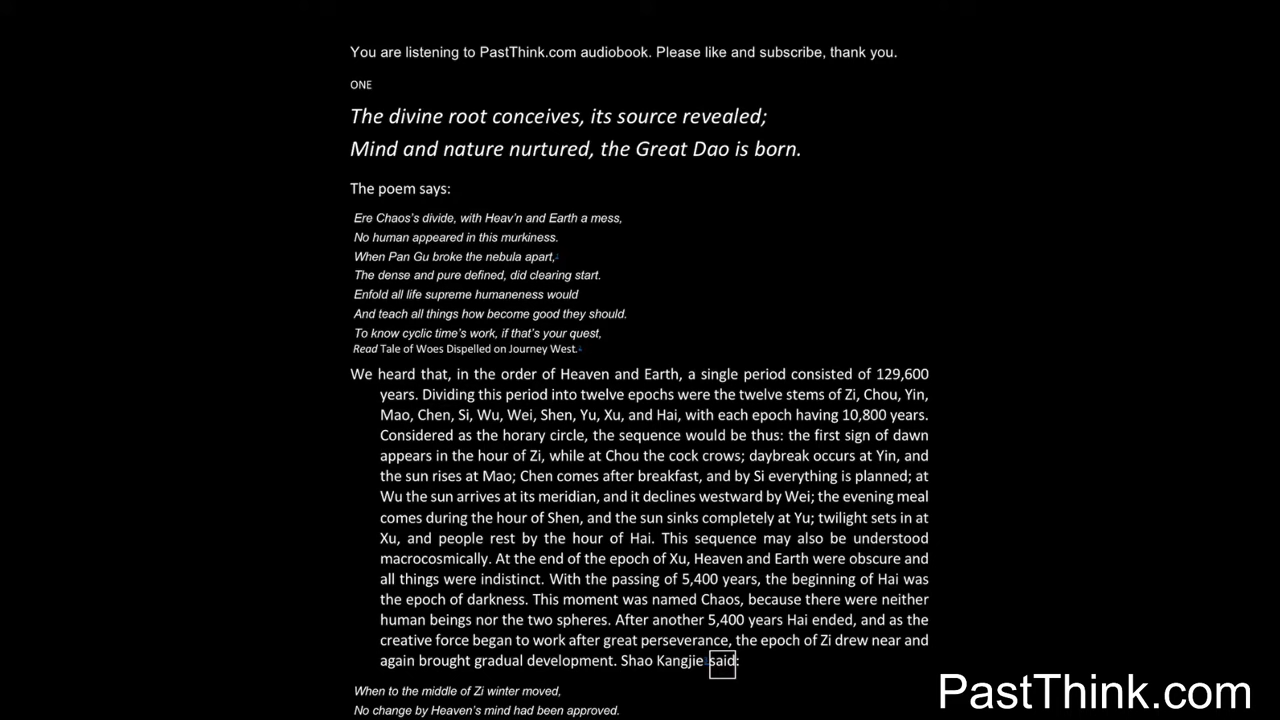 You are listening to PastThink.com audiobook. Please like and subscribe, thank you.
ONE
The divine root conceives, its source revealed;
Mind and nature nurtured, the Great Dao is born.
The poem says:
Ere Chaos's divide, with Heav'n and Earth a mess,
No human appeared in this murkiness.
When Pan Gu broke the nebula apart,
The dense and pure defined, did clearing start.
Enfold all life supreme humaneness would
And teach all things how become good they should.
To know cyclic time's work, if that's your quest,
Read Tale of Woes Dispelled on Journey West.
We heard that, in the order of Heaven and Earth, a single period consisted of 129,600
years. Dividing this period into twelve epochs were the twelve stems of Zi, Chou, Yin,
Mao, Chen, Si, Wu, Wei, Shen, Yu, Xu, and Hai, with each epoch having 10,800 years.
Considered as the horary circle, the sequence would be thus: the first sign of dawn
appears in the hour of Zi, while at Chou the cock crows; daybreak occurs at Yin, and
the sun rises at Mao; Chen comes after breakfast, and by Si everything is planned; at
Wu the sun arrives at its meridian, and it declines westward by Wei; the evening meal
comes during the hour of Shen, and the sun sinks completely at Yu; twilight sets in at
Xu, and people rest by the hour of Hai. This sequence may also be understood
macrocosmically. At the end of the epoch of Xu, Heaven and Earth were obscure and
all things were indistinct. With the passing of 5,400 years, the beginning of Hai was
the epoch of darkness. This moment was named Chaos, because there were neither
human beings nor the two spheres. After another 5,400 years Hai ended, and as the
creative force began to work after great perseverance, the epoch of Zi drew near and
again brought gradual development. Shao Kangjie said:
When to the middle of Zi winter moved,
No change by Heaven's mind had been approved.
PastThink.com